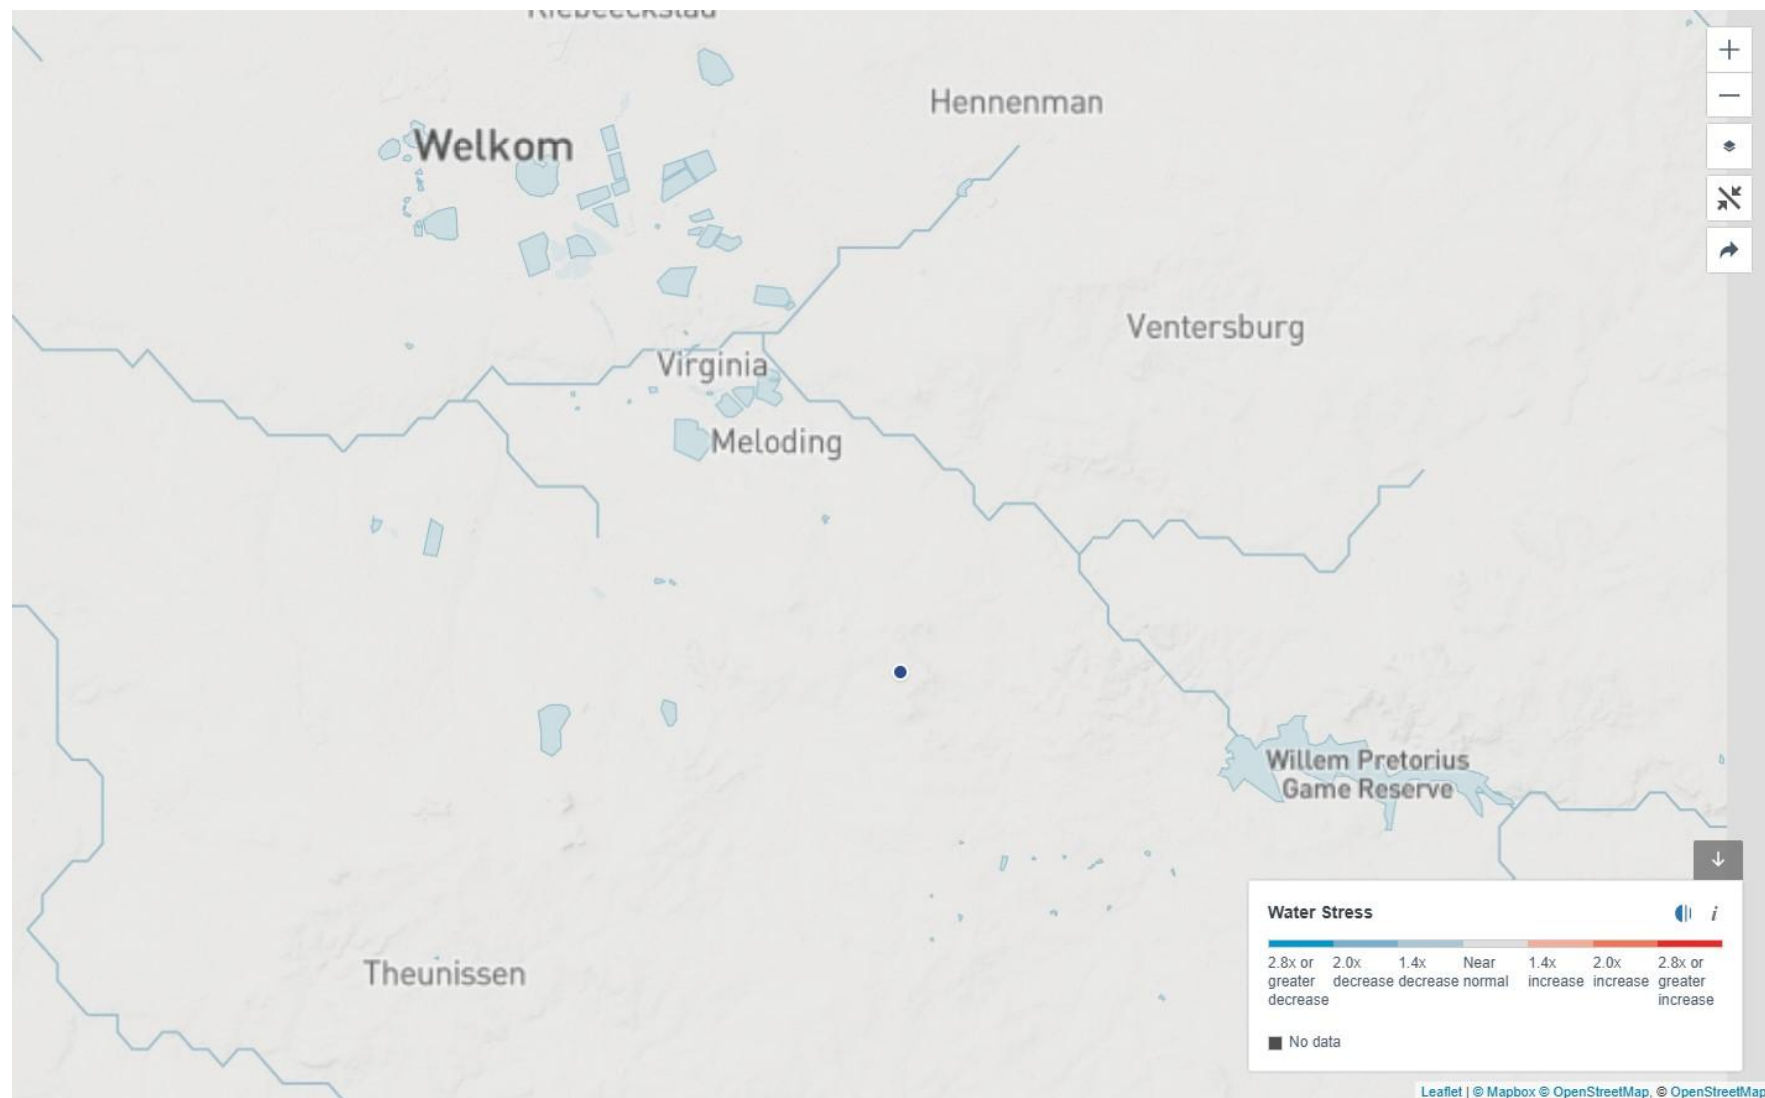 Riebeeckstad
Hennenman
Welkom
Ventersburg
Virginia
Meloding
Willem Pretorius
Game Reserve
Theunissen
Water Stress
i
2.8x or greater decrease
2.0x decrease
1.4x decrease
Near normal
1.4x increase
2.0x increase
2.8x or greater increase
No data
Leaflet | © Mapbox © OpenStreetMap, © OpenStreetMap